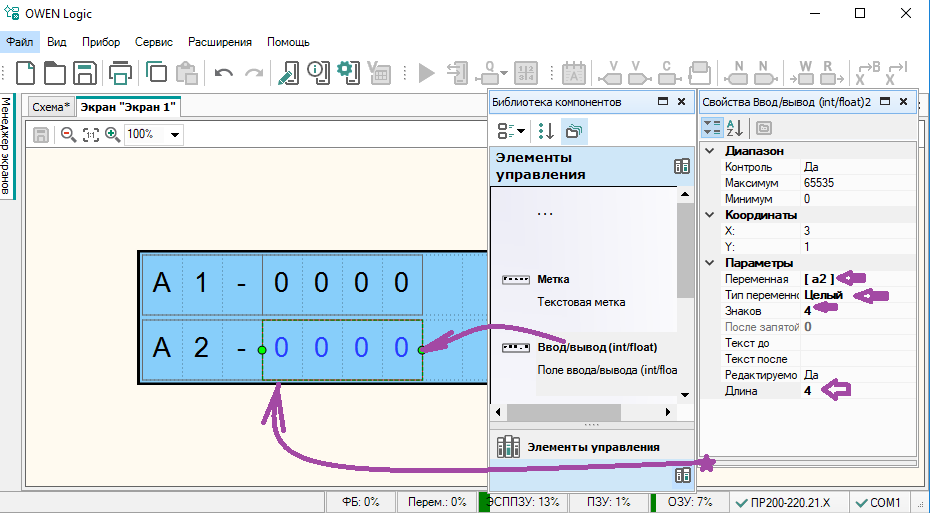 OWEN Logic
Файл Вид Прибор Сервис Расширения Помощь
Схема* Экран "Экран 1"
Менеджер экранов
100%
A 1 - 0 0 0 0
A 2 - 0 0 0 0
Библиотека компонентов
Элементы
управления
...
Метка
Текстовая метка
Ввод/вывод (int/float)
Поле ввода/вывода (int/floa
Элементы управления
Свойства Ввод/вывод (int/float)2
Диапазон
Контроль Да
Максимум 65535
Минимум 0
Координаты
X: 3
Y: 1
Параметры
Переменная [ a2 ]
Тип переменно Целый
Знаков 4
После запятой 0
Текст до
Текст после
Редактируемо Да
Длина 4
ФБ: 0% Перем.: 0% ЭСППЗУ: 13% ПЗУ: 1% ОЗУ: 7% ПР200-220.21.X COM1